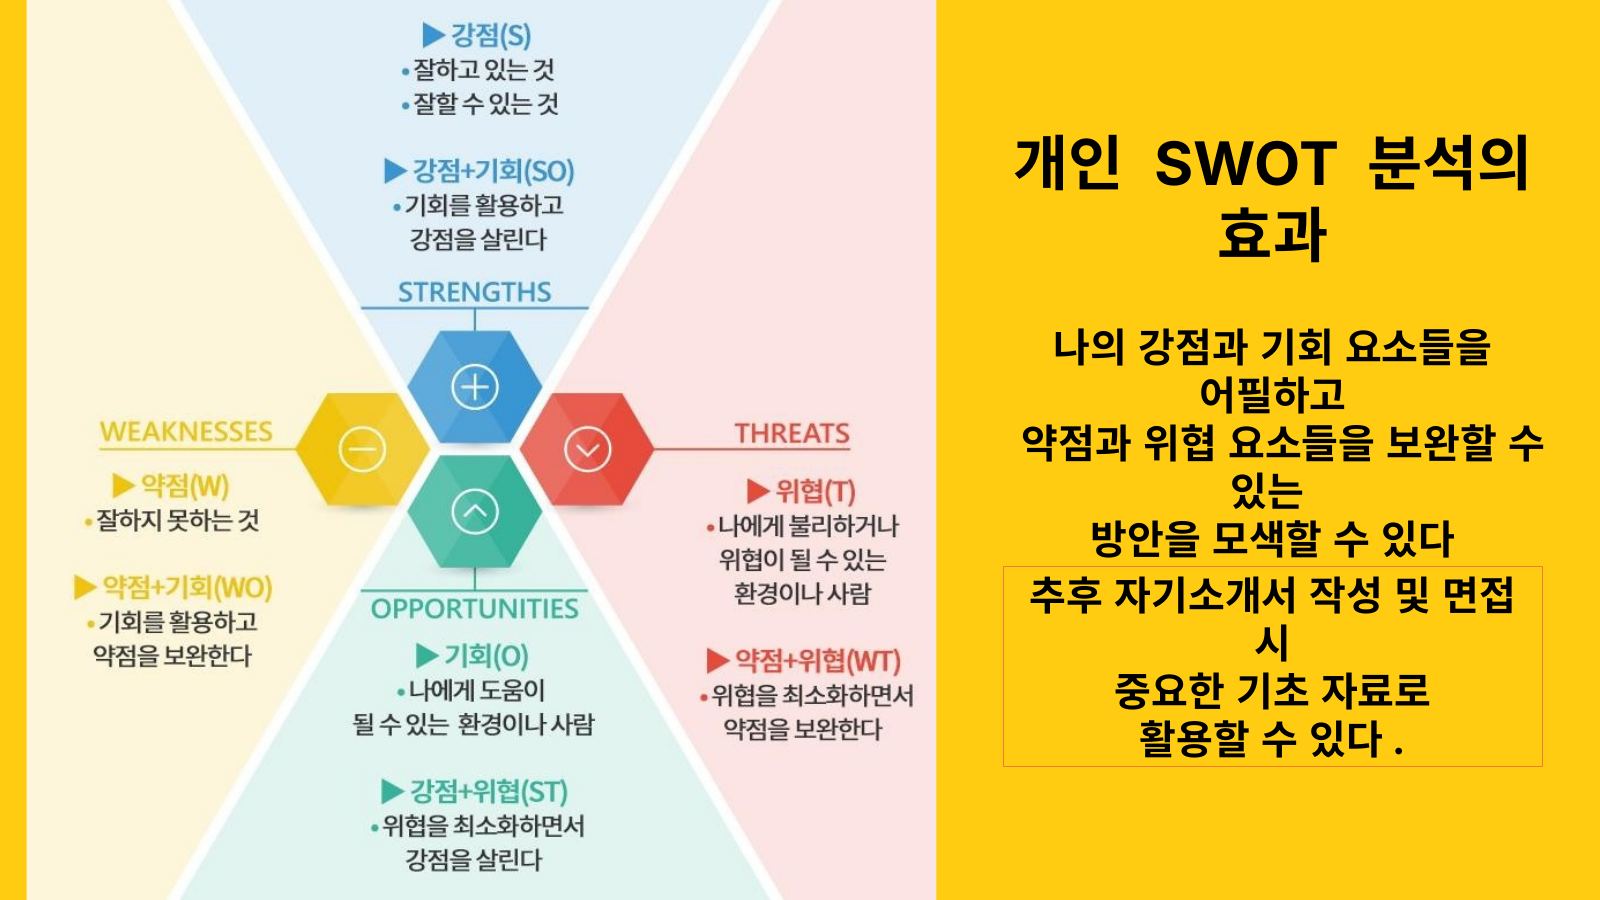 ▶ 강점(S)
• 잘하고 있는 것
• 잘할 수 있는 것
▶ 강점+기회(SO)
• 기회를 활용하고
강점을 살린다
STRENGTHS
WEAKNESSES
▶ 약점(W)
• 잘하지 못하는 것
▶ 약점+기회(WO)
• 기회를 활용하고
약점을 보완한다
OPPORTUNITIES
▶ 기회(O)
• 나에게 도움이
될 수 있는 환경이나 사람
▶ 강점+위협(ST)
• 위협을 최소화하면서
강점을 살린다
THREATS
▶ 위협(T)
• 나에게 불리하거나
위협이 될 수 있는
환경이나 사람
▶ 약점+위협(WT)
• 위협을 최소화하면서
약점을 보완한다
개인 SWOT 분석의
효과
나의 강점과 기회 요소들을
어필하고
약점과 위협 요소들을 보완할 수
있는
방안을 모색할 수 있다
추후 자기소개서 작성 및 면접
시
중요한 기초 자료로
활용할 수 있다 .